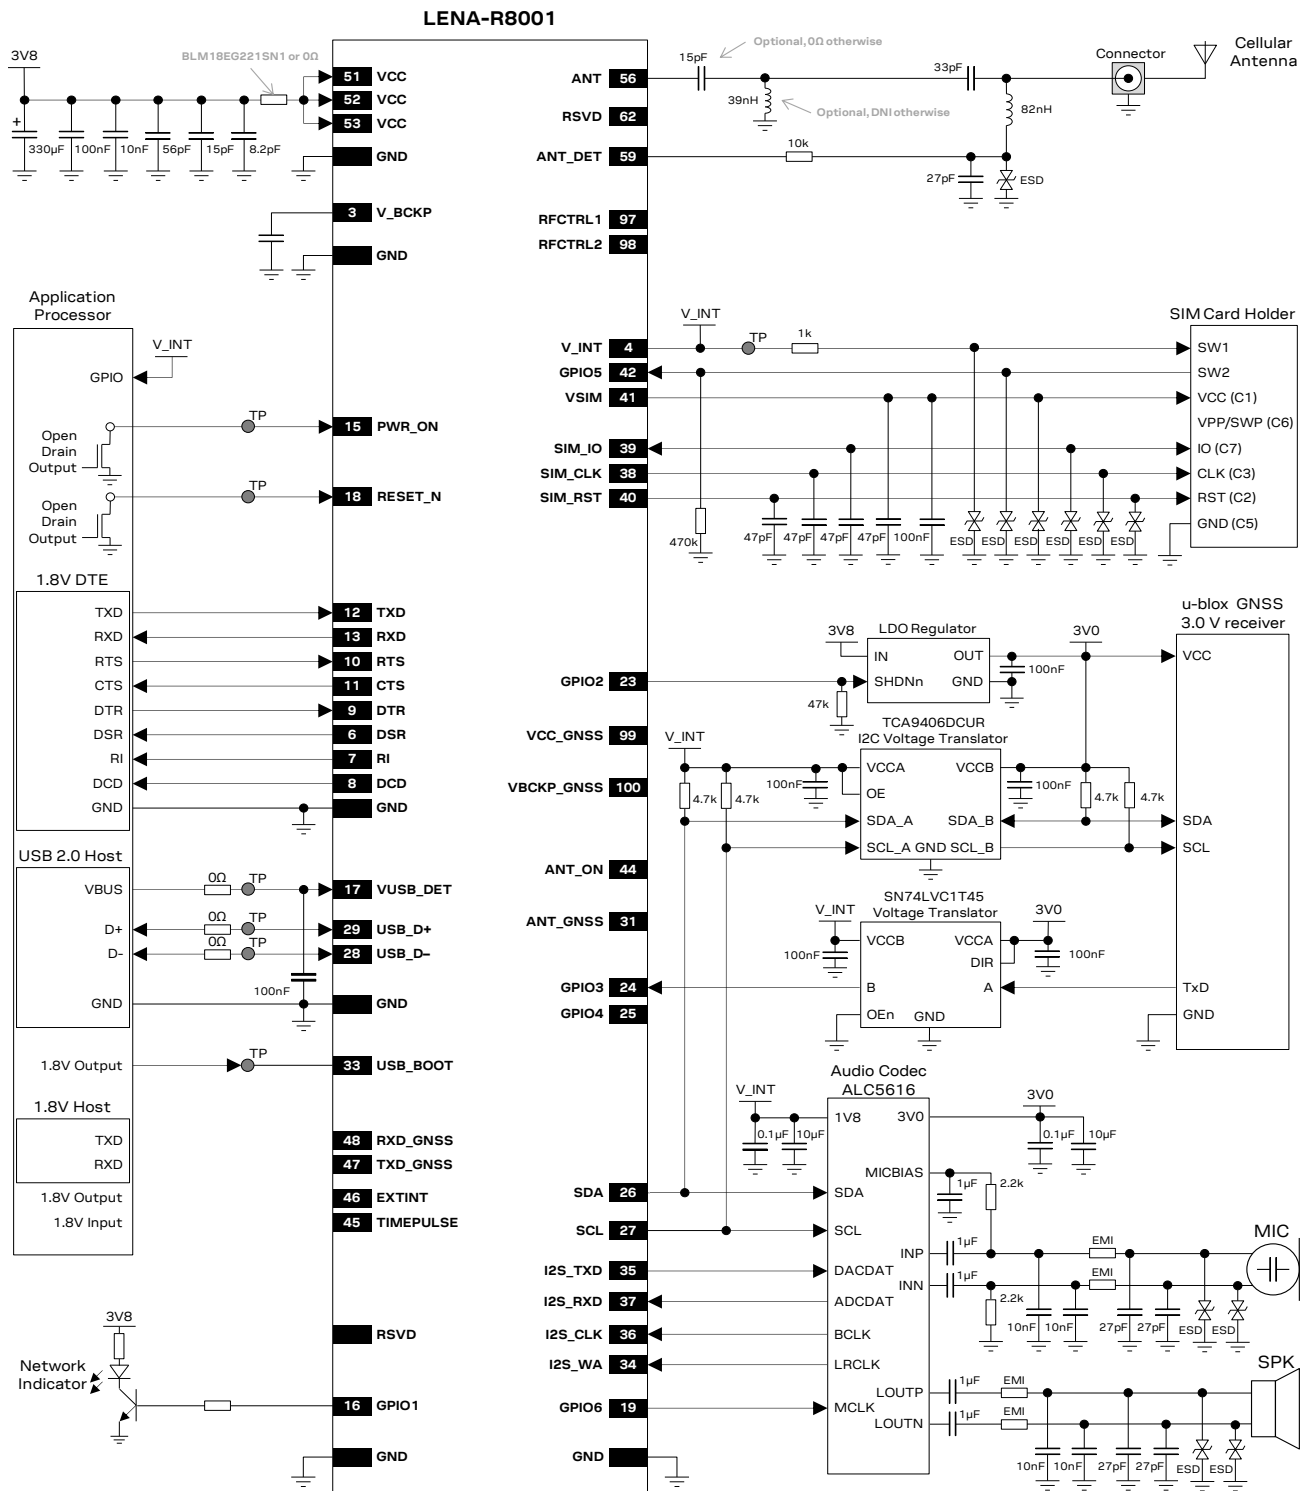 LENA-R8001
3V8
BLM18EG221SN1 or 0Ω
51 VCC
52 VCC
53 VCC
+
330µF 100nF 10nF 56pF 15pF 8.2pF
GND
3 V_BCKP
GND
ANT 56
15pF
Optional, 0Ω otherwise
39nH
Optional, DNI otherwise
33pF
Connector
Cellular
Antenna
82nH
RSVD 62
ANT_DET 59
10k
27pF
ESD
RFCTRL1 97
RFCTRL2 98
Application
Processor
V_INT
GPIO
Open
Drain
Output
TP
15 PWR_ON
Open
Drain
Output
TP
18 RESET_N
V_INT
V_INT 4
TP
1k
GPIO5 42
VSIM 41
SIM_IO 39
SIM_CLK 38
SIM_RST 40
470k
47pF 47pF 47pF 47pF 100nF
ESD ESD ESD ESD ESD ESD
SIM Card Holder
SW1
SW2
VCC (C1)
VPP/SWP (C6)
IO (C7)
CLK (C3)
RST (C2)
GND (C5)
1.8V DTE
TXD 12 TXD
RXD 13 RXD
RTS 10 RTS
CTS 11 CTS
DTR 9 DTR
DSR 6 DSR
RI 7 RI
DCD 8 DCD
GND GND
USB 2.0 Host
VBUS 0Ω TP 17 VUSB_DET
D+ 0Ω TP 29 USB_D+
D- 0Ω TP 28 USB_D–
100nF
GND GND
1.8V Output TP 33 USB_BOOT
1.8V Host
TXD 48 RXD_GNSS
RXD 47 TXD_GNSS
1.8V Output 46 EXTINT
1.8V Input 45 TIMEPULSE
RSVD
3V8
Network
Indicator
16 GPIO1
GND
GPIO2 23
VCC_GNSS 99
VBCKP_GNSS 100
ANT_ON 44
ANT_GNSS 31
GPIO3 24
GPIO4 25
LDO Regulator
3V8
IN
OUT
SHDNn
GND
47k
100nF
3V0
u-blox GNSS
3.0 V receiver
VCC
SDA
SCL
TxD
GND
TCA9406DCUR
I2C Voltage Translator
V_INT
4.7k 4.7k
100nF
VCCA
VCCB
OE
SDA_A
SDA_B
SCL_A GND SCL_B
100nF
4.7k 4.7k
SN74LVC1T45
Voltage Translator
V_INT
100nF
VCCB
VCCA
DIR
B
A
OEn
GND
3V0
100nF
Audio Codec
ALC5616
V_INT
0.1µF 10µF
1V8
3V0
3V0
0.1µF 10µF
MICBIAS
1µF
2.2k
SDA 26
SDA
SCL 27
SCL
INP
1µF
EMI
MIC
INN
1µF
EMI
2.2k
10nF 10nF 27pF 27pF ESD ESD
I2S_TXD 35
DACDAT
I2S_RXD 37
ADCDAT
I2S_CLK 36
BCLK
I2S_WA 34
LRCLK
GPIO6 19
MCLK
LOUTP
1µF
EMI
SPK
LOUTN
1µF
EMI
10nF 10nF 27pF 27pF ESD ESD
GND